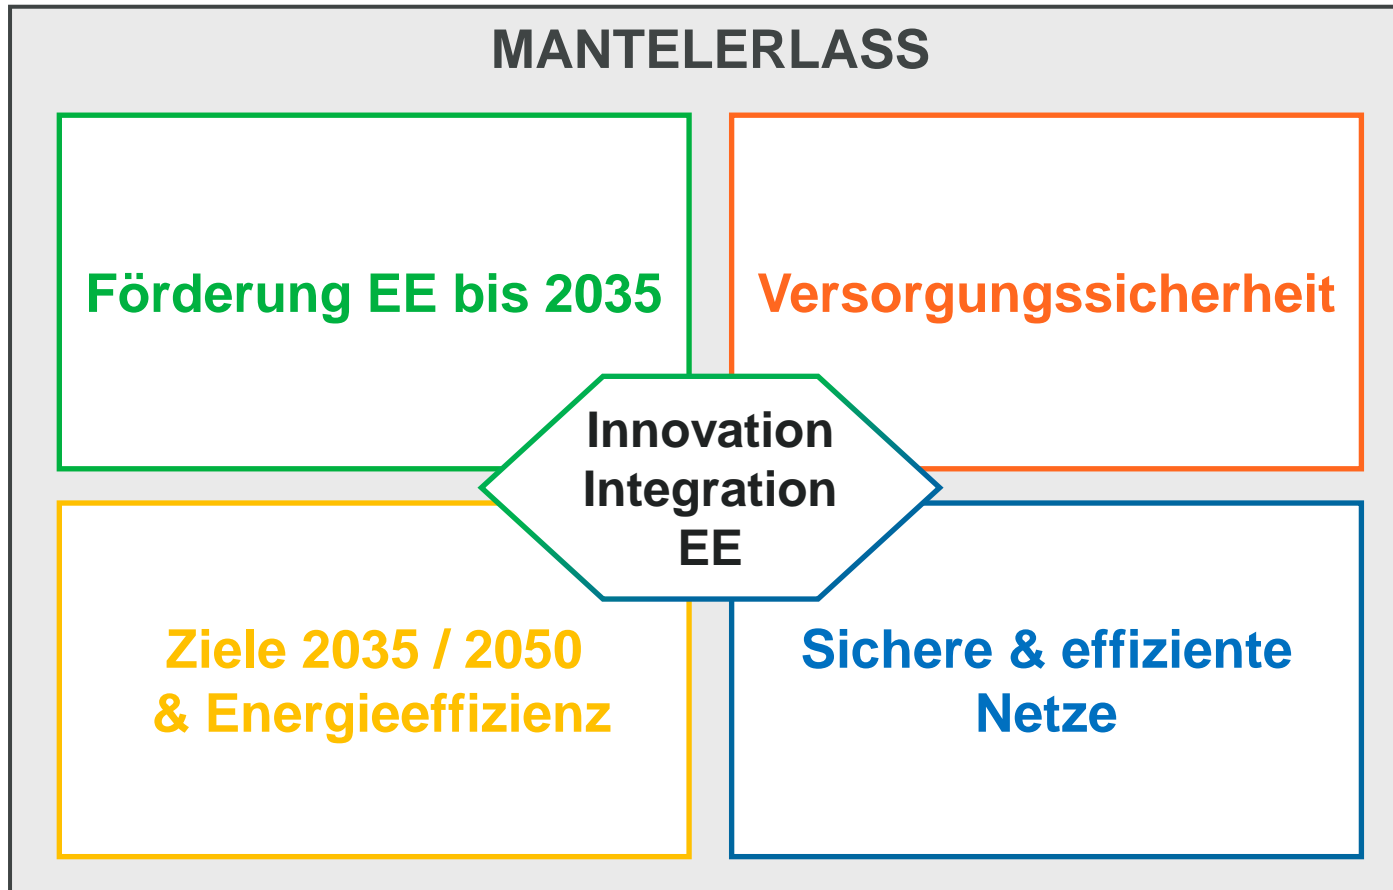 MANTELERLASS
Förderung EE bis 2035
Versorgungssicherheit
Innovation
Integration
EE
Ziele 2035 / 2050
& Energieeffizienz
Sichere & effiziente
Netze